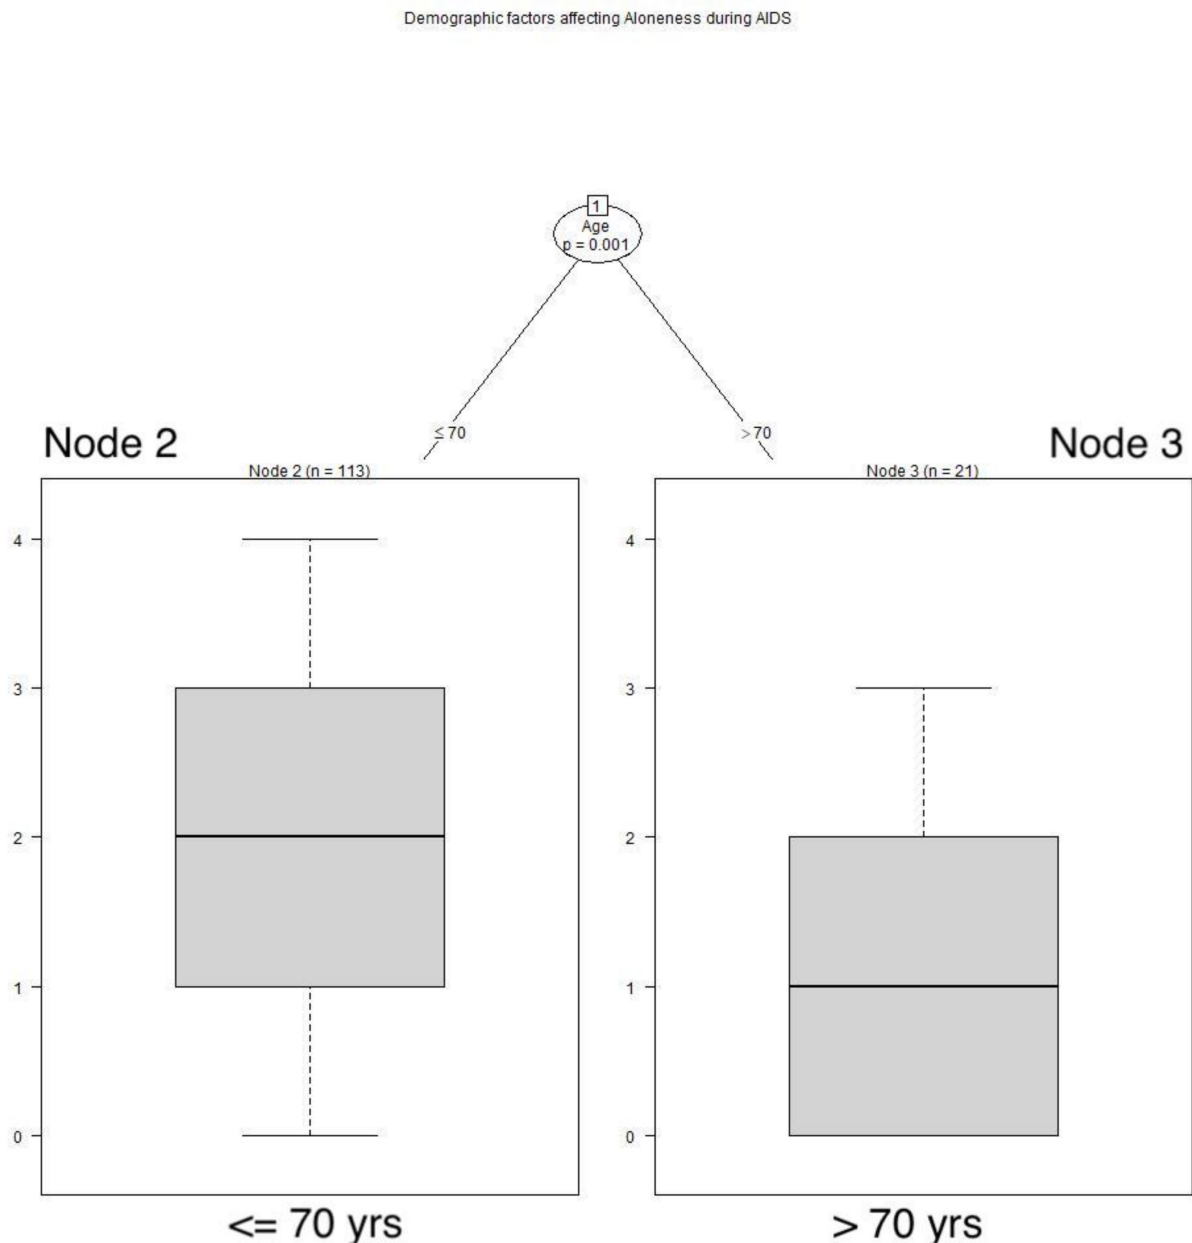 Demographic factors affecting Aloneness during AIDS
1
Age
p = 0.001
≤ 70
> 70
Node 2
Node 3
Node 2 (n = 113)
Node 3 (n = 21)
4
3
2
1
0
4
3
2
1
0
<= 70 yrs
> 70 yrs